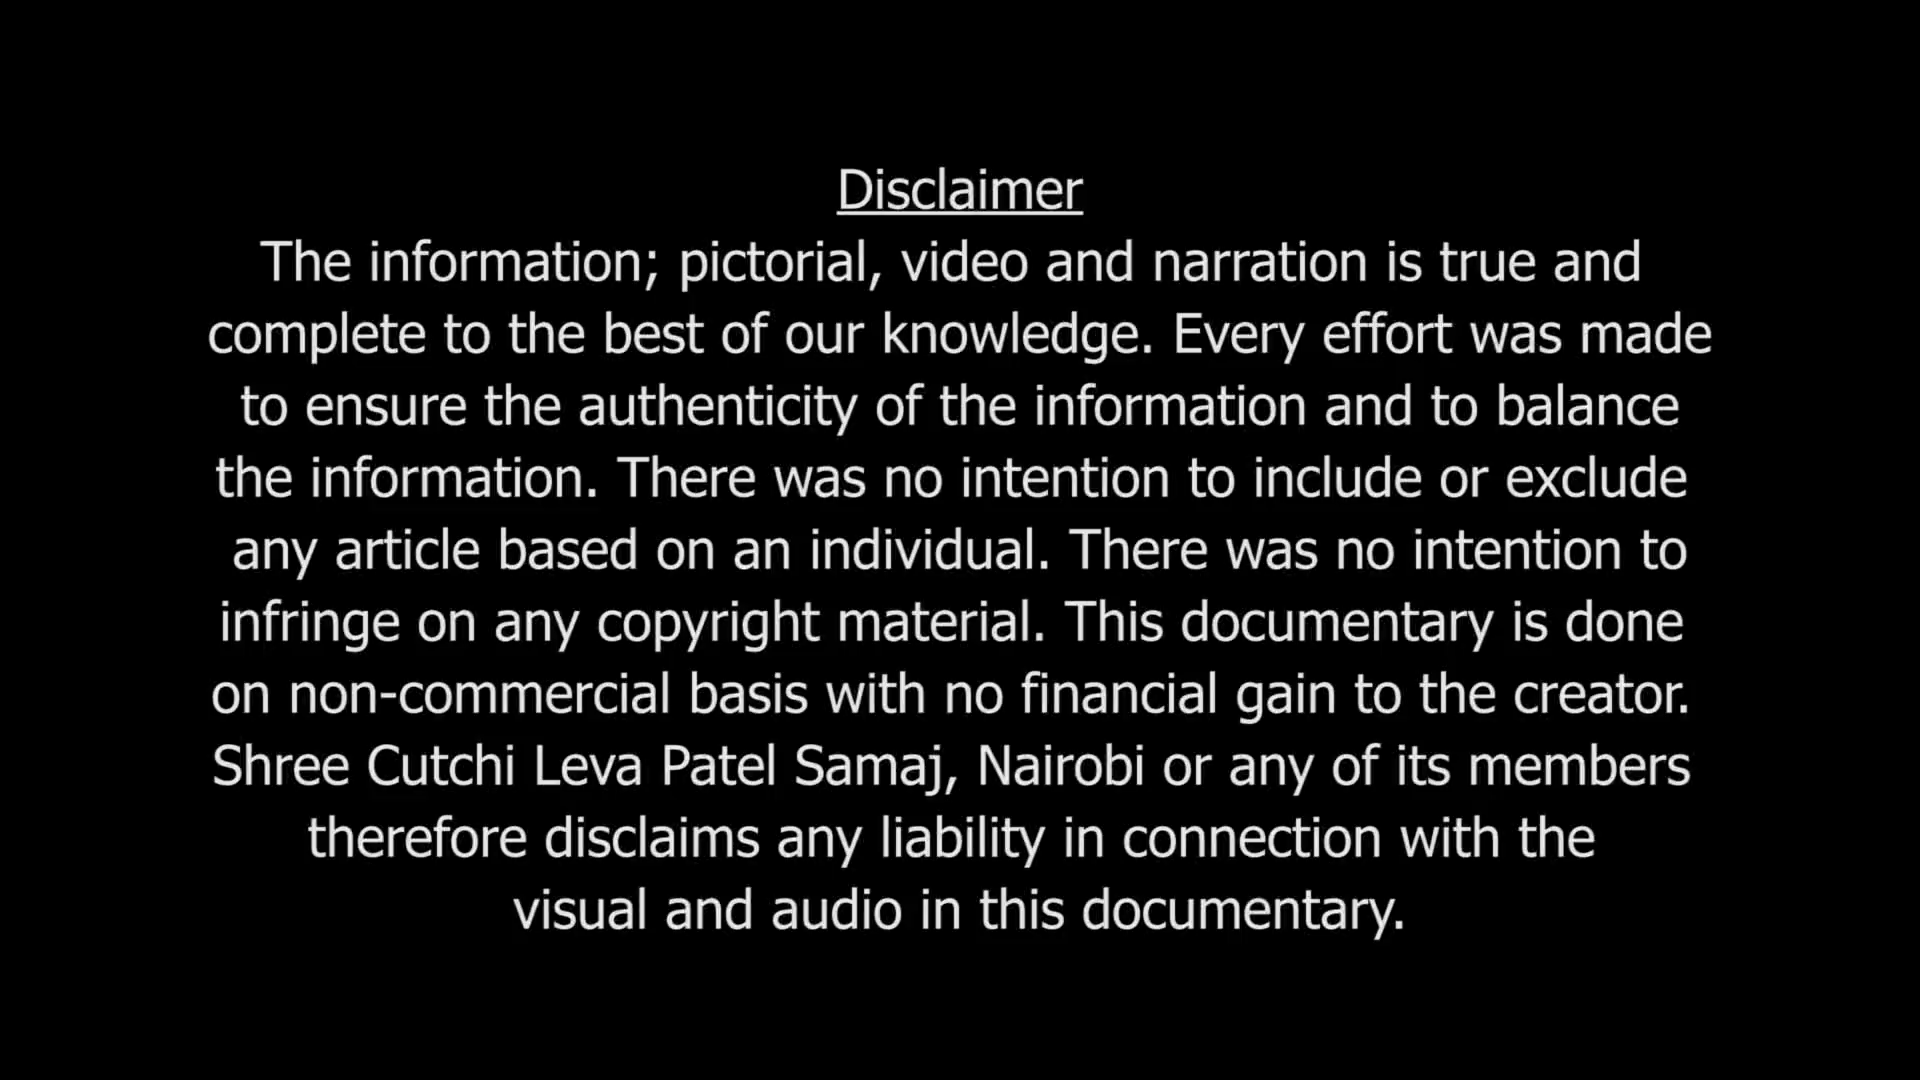 Disclaimer
The information; pictorial, video and narration is true and
complete to the best of our knowledge. Every effort was made
to ensure the authenticity of the information and to balance
the information. There was no intention to include or exclude
any article based on an individual. There was no intention to
infringe on any copyright material. This documentary is done
on non-commercial basis with no financial gain to the creator.
Shree Cutchi Leva Patel Samaj, Nairobi or any of its members
therefore disclaims any liability in connection with the
visual and audio in this documentary.